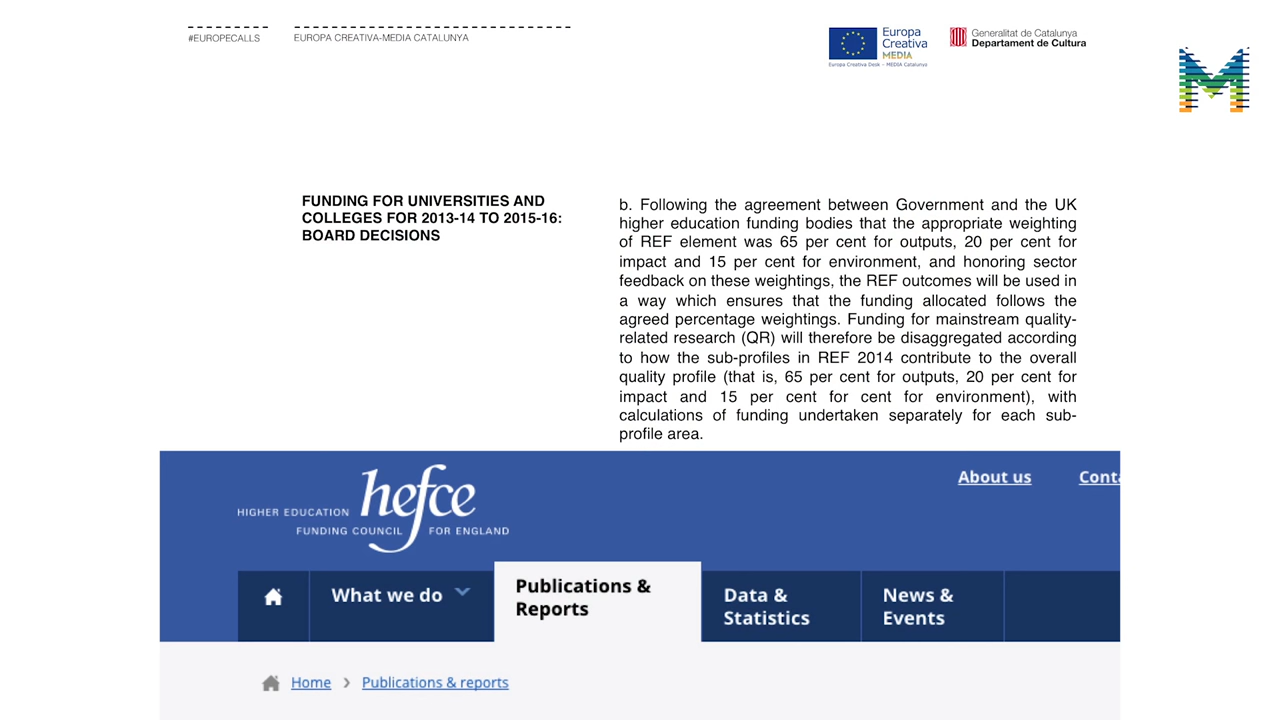 #EUROPECALLS
EUROPA CREATIVA-MEDIA CATALUNYA
Europa
Creativa
MEDIA
Europa Creativa Desk – MEDIA Catalunya
Generalitat de Catalunya
Departament de Cultura
FUNDING FOR UNIVERSITIES AND
COLLEGES FOR 2013-14 TO 2015-16:
BOARD DECISIONS
b. Following the agreement between Government and the UK
higher education funding bodies that the appropriate weighting
of REF element was 65 per cent for outputs, 20 per cent for
impact and 15 per cent for environment, and honoring sector
feedback on these weightings, the REF outcomes will be used in
a way which ensures that the funding allocated follows the
agreed percentage weightings. Funding for mainstream quality-
related research (QR) will therefore be disaggregated according
to how the sub-profiles in REF 2014 contribute to the overall
quality profile (that is, 65 per cent for outputs, 20 per cent for
impact and 15 per cent for cent for environment), with
calculations of funding undertaken separately for each sub-
profile area.
hefce
HIGHER EDUCATION
FUNDING COUNCIL FOR ENGLAND
About us
Conta
What we do
Publications &
Reports
Data &
Statistics
News &
Events
Home > Publications & reports